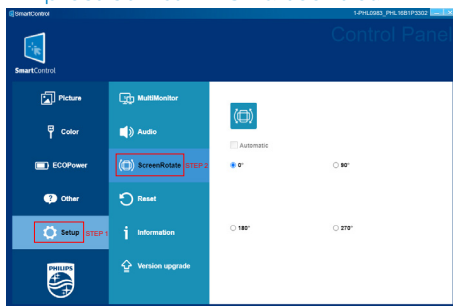 SmartControl
1-PHL0983_PHL16B1P3302
Control Panel
SmartControl
Picture
Color
ECOPower
Other
Setup STEP 1
PHILIPS
MultiMonitor
Audio
ScreenRotate STEP 2
Reset
Information
Version upgrade
Automatic
0°
90°
180°
270°